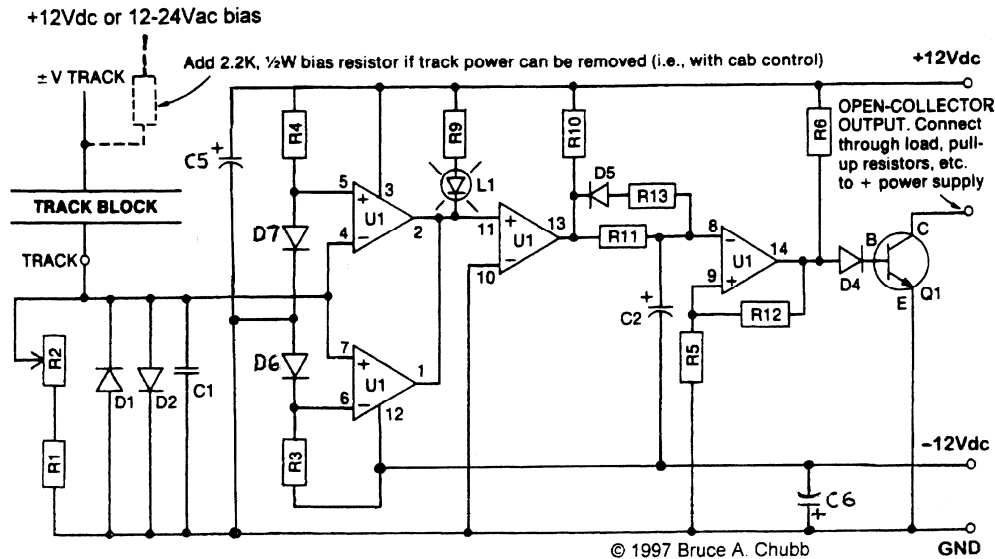 +12Vdc or 12-24Vac bias
± V TRACK
Add 2.2K, ½W bias resistor if track power can be removed (i.e., with cab control)
+12Vdc
OPEN-COLLECTOR
OUTPUT. Connect
through load, pull-
up resistors, etc.
to + power supply
R4
R9
R10
R6
C5 +
L1
D5
R13
TRACK BLOCK
5
+
3
U1
2
4
−
D7
11
+
13
U1
10
−
R11
8
−
14
U1
9
+
D4
B
C
E
Q1
TRACK
+
C2
R12
R5
R2
D1
D2
C1
D6
7
+
1
U1
6
−
12
R1
R3
−12Vdc
C6
+
© 1997 Bruce A. Chubb
GND